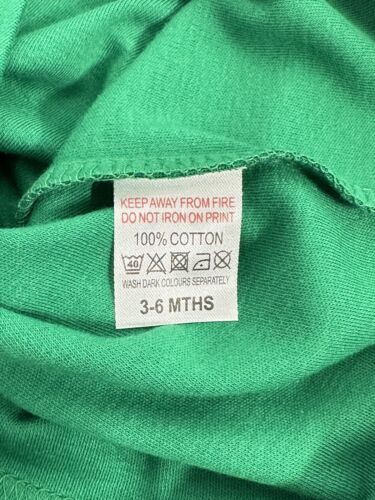 KEEP AWAY FROM FIRE
DO NOT IRON ON PRINT
100% COTTON
40
WASH DARK COLOURS SEPARATELY
3-6 MTHS